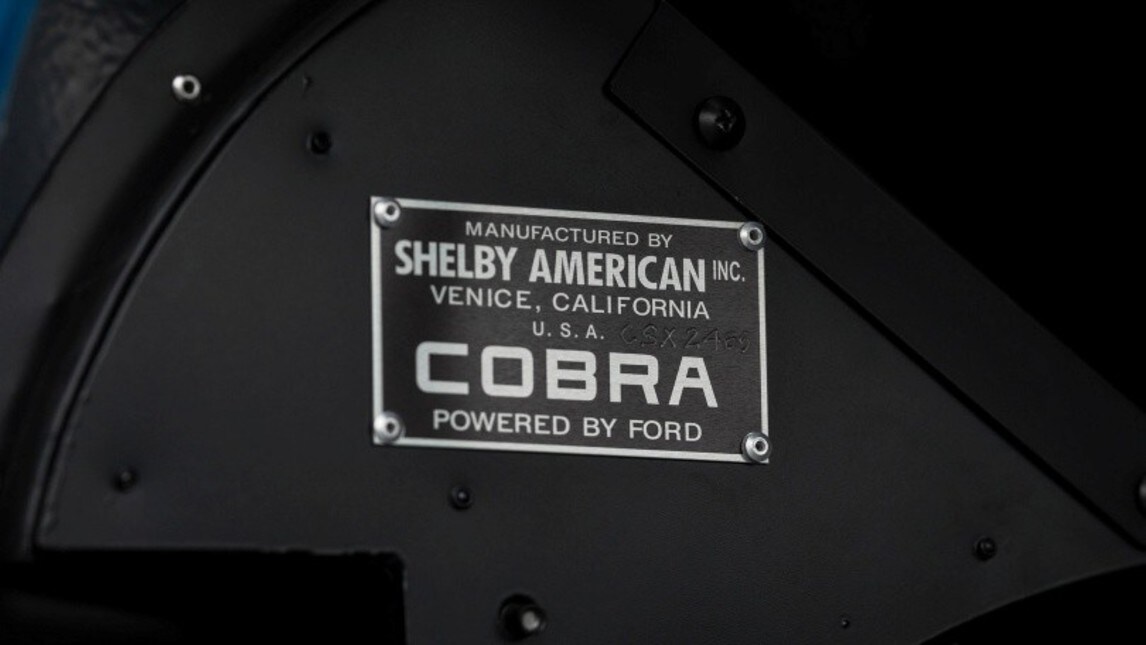 MANUFACTURED BY
SHELBY AMERICAN INC.
VENICE, CALIFORNIA
U. S. A.
COBRA
POWERED BY FORD